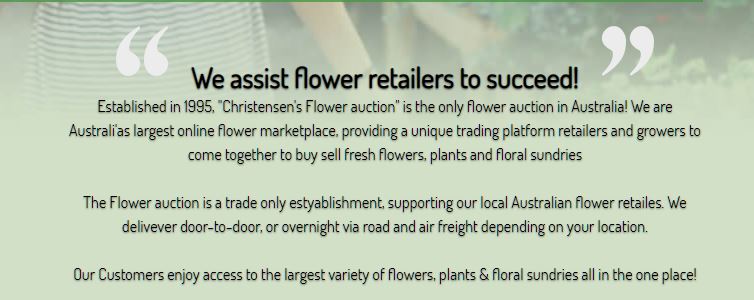 “ ”
We assist flower retailers to succeed!
Established in 1995, "Christensen's Flower auction" is the only flower auction in Australia! We are
Australi'as largest online flower marketplace, providing a unique trading platform retailers and growers to
come together to buy sell fresh flowers, plants and floral sundries
The Flower auction is a trade only estyablishment, supporting our local Australian flower retailes. We
delivever door-to-door, or overnight via road and air freight depending on your location.
Our Customers enjoy access to the largest variety of flowers, plants & floral sundries all in the one place!